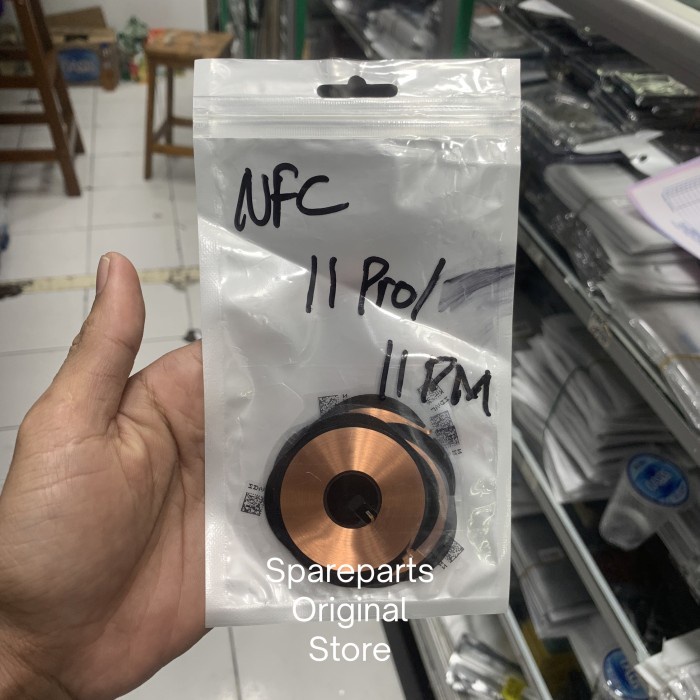 NFC
11 Pro/
11 PM
Spareparts
Original
Store